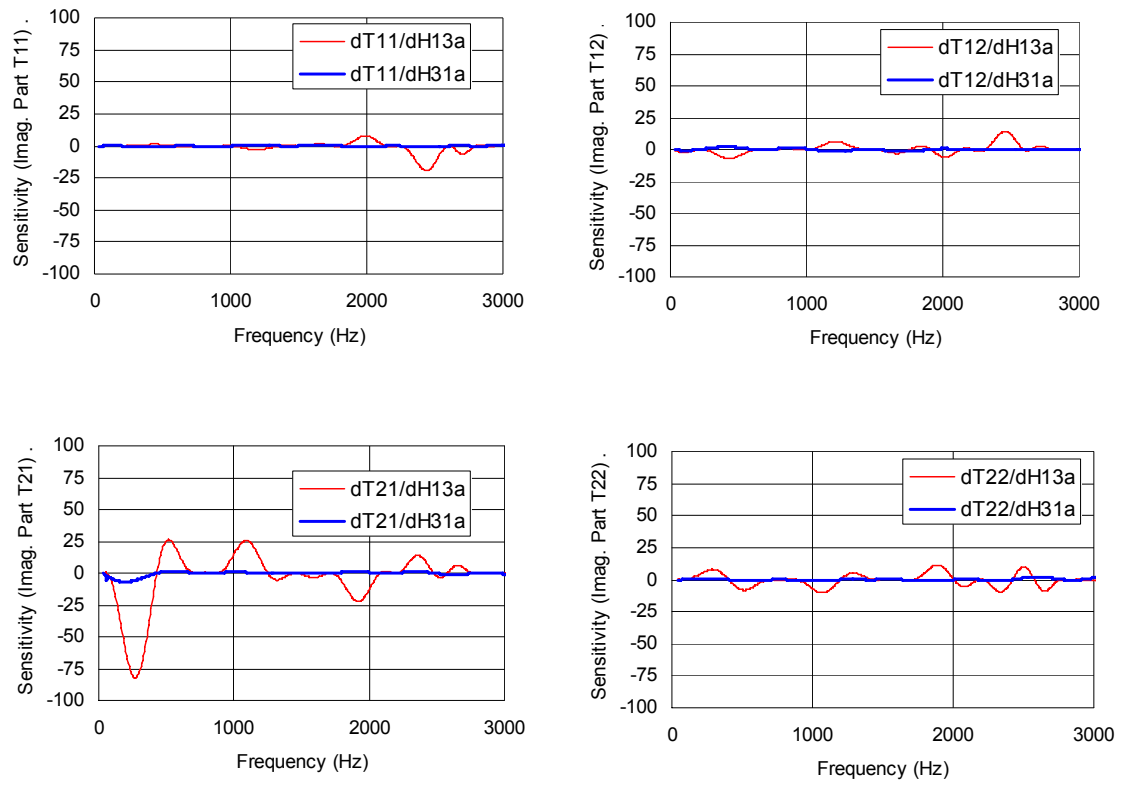 Sensitivity (Imag. Part T11) .
100
75
50
25
0
-25
-50
-75
-100
dT11/dH13a
dT11/dH31a
0 1000 2000 3000
Frequency (Hz)
Sensitivity (Imag. Part T12) .
100
75
50
25
0
-25
-50
-75
-100
dT12/dH13a
dT12/dH31a
0 1000 2000 3000
Frequency (Hz)
Sensitivity (Imag. Part T21) .
100
75
50
25
0
-25
-50
-75
-100
dT21/dH13a
dT21/dH31a
0 1000 2000 3000
Frequency (Hz)
Sensitivity (Imag. Part T22) .
100
75
50
25
0
-25
-50
-75
-100
dT22/dH13a
dT22/dH31a
0 1000 2000 3000
Frequency (Hz)